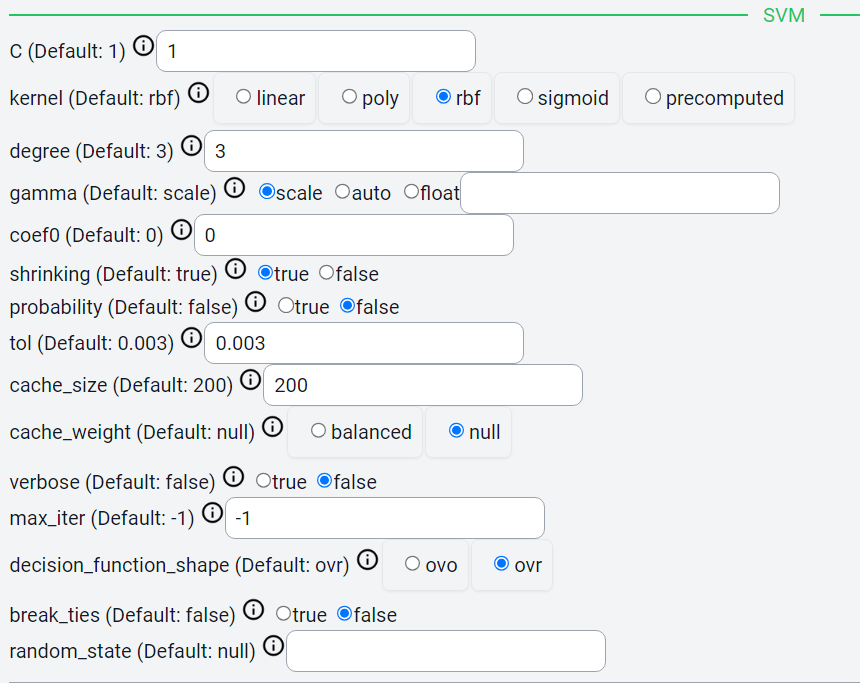 SVM
C (Default: 1) 1
kernel (Default: rbf) linear poly rbf sigmoid precomputed
degree (Default: 3) 3
gamma (Default: scale) scale auto float
coef0 (Default: 0) 0
shrinking (Default: true) true false
probability (Default: false) true false
tol (Default: 0.003) 0.003
cache_size (Default: 200) 200
cache_weight (Default: null) balanced null
verbose (Default: false) true false
max_iter (Default: -1) -1
decision_function_shape (Default: ovr) ovo ovr
break_ties (Default: false) true false
random_state (Default: null)